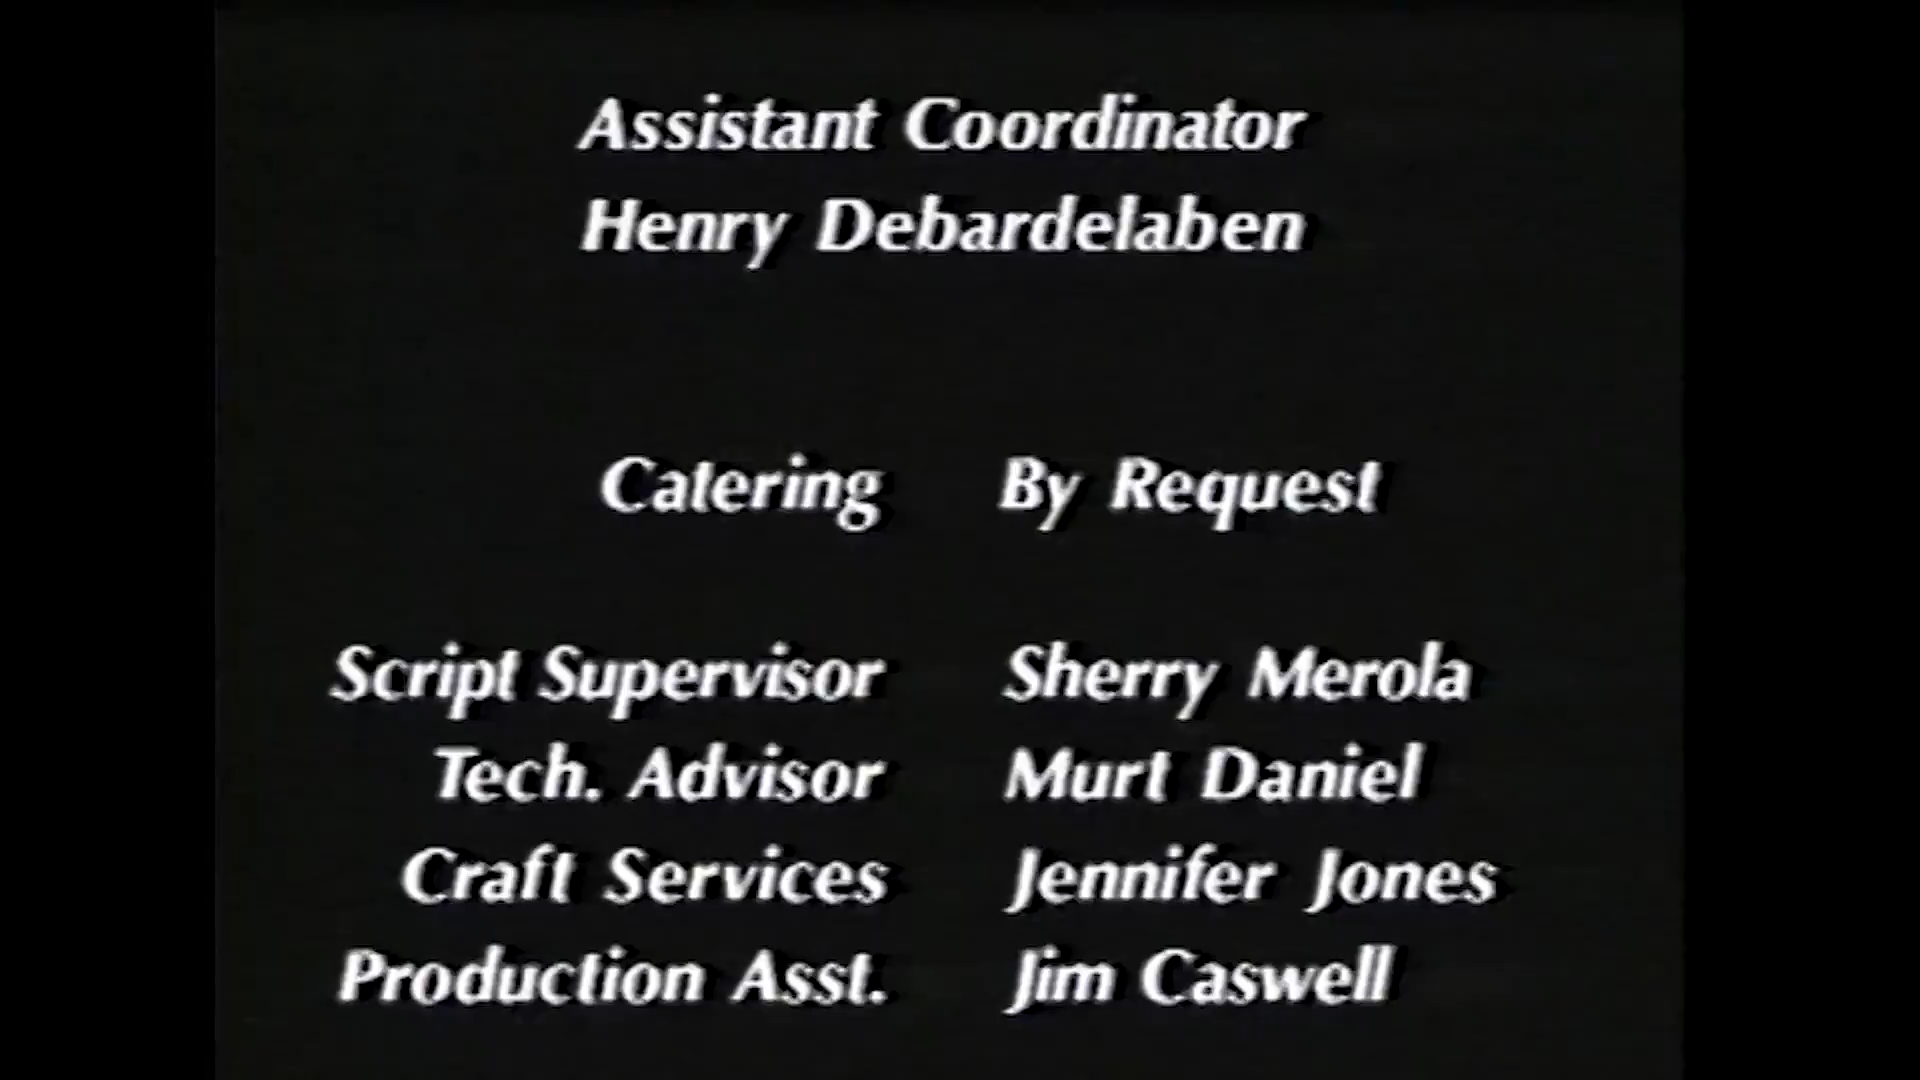 Assistant Coordinator
Henry Debardelaben
Catering By Request
Script Supervisor Sherry Merola
Tech. Advisor Murt Daniel
Craft Services Jennifer Jones
Production Asst. Jim Caswell